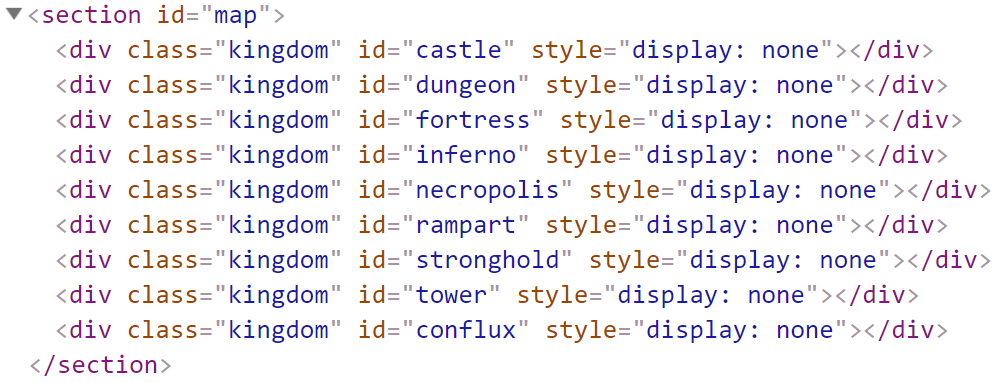 <section id="map">
<div class="kingdom" id="castle" style="display: none"></div>
<div class="kingdom" id="dungeon" style="display: none"></div>
<div class="kingdom" id="fortress" style="display: none"></div>
<div class="kingdom" id="inferno" style="display: none"></div>
<div class="kingdom" id="necropolis" style="display: none"></div>
<div class="kingdom" id="rampart" style="display: none"></div>
<div class="kingdom" id="stronghold" style="display: none"></div>
<div class="kingdom" id="tower" style="display: none"></div>
<div class="kingdom" id="conflux" style="display: none"></div>
</section>